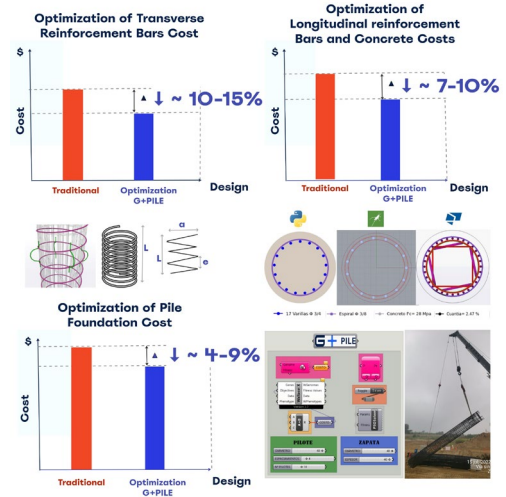 Optimization of Transverse
Reinforcement Bars Cost
$
Cost
▲ ↓ ~ 10-15%
Traditional
Optimization
G+PILE
Design
Optimization of
Longitudinal reinforcement
Bars and Concrete Costs
$
Cost
▲ ↓ ~ 7-10%
Traditional
Optimization
G+PILE
Design
a
L
L
e
17 Varillas Φ 3/4
Espiral Φ 3/8
Concreto Fc= 28 Mpa
Cuantia= 2.47 %
Optimization of Pile
Foundation Cost
$
Cost
▲ ↓ ~ 4-9%
Traditional
Optimization
G+PILE
Design
G+ PILE
PILOTE
ZAPATA